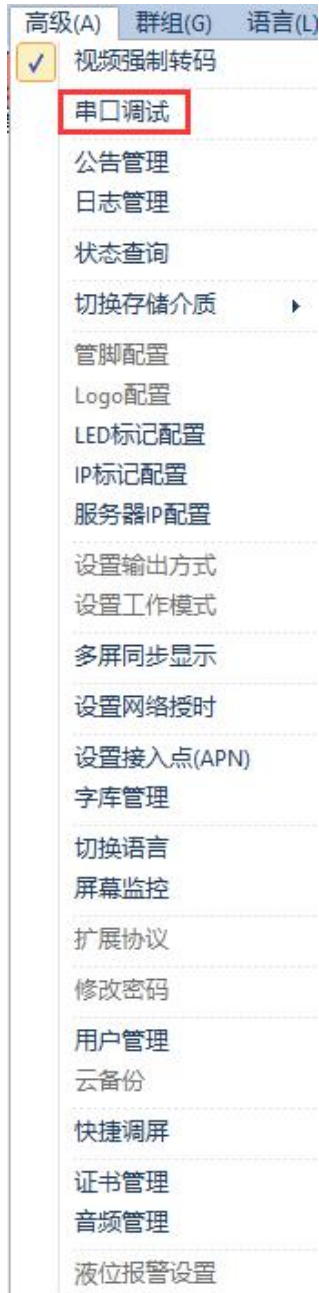 高级(A) 群组(G) 语言(L)
视频强制转码
串口调试
公告管理
日志管理
状态查询
切换存储介质
管脚配置
Logo配置
LED标记配置
IP标记配置
服务器IP配置
设置输出方式
设置工作模式
多屏同步显示
设置网络授时
设置接入点(APN)
字库管理
切换语言
屏幕监控
扩展协议
修改密码
用户管理
云备份
快捷调屏
证书管理
音频管理
液位报警设置